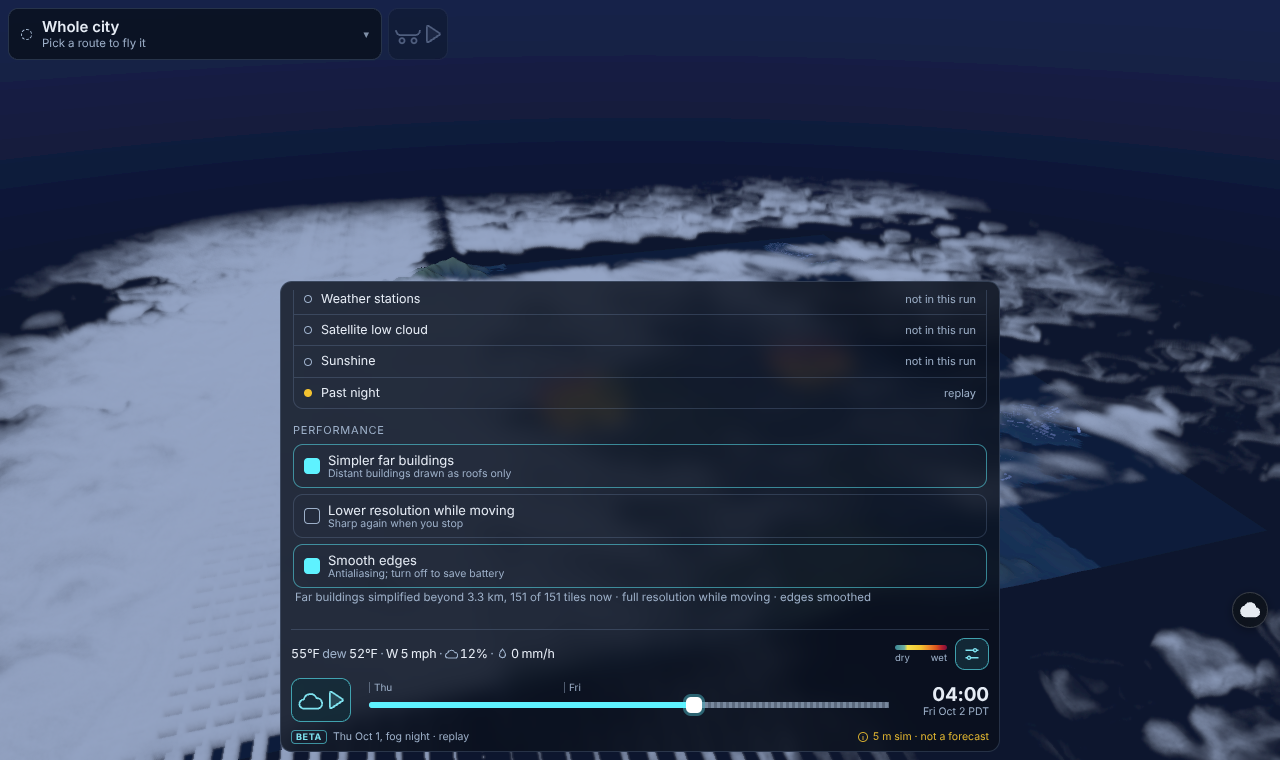 Whole city
Pick a route to fly it
Weather stations not in this run
Satellite low cloud not in this run
Sunshine not in this run
Past night replay
PERFORMANCE
Simpler far buildings
Distant buildings drawn as roofs only
Lower resolution while moving
Sharp again when you stop
Smooth edges
Antialiasing; turn off to save battery
Far buildings simplified beyond 3.3 km, 151 of 151 tiles now · full resolution while moving · edges smoothed
55°F dew 52°F · W 5 mph · 12% · 0 mm/h
dry wet
Thu Fri
04:00
Fri Oct 2 PDT
BETA Thu Oct 1, fog night · replay
5 m sim · not a forecast